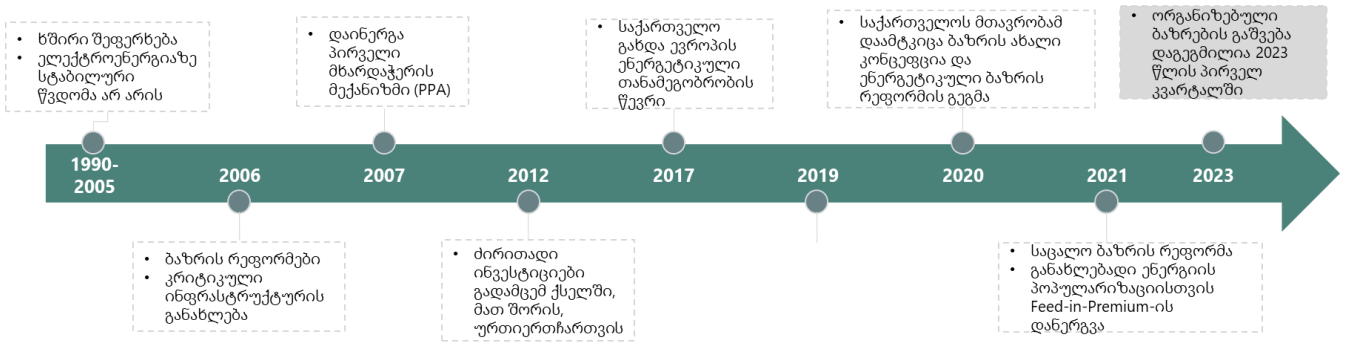 • ხშირი შეფერხება
• ელექტროენერგიაზე
სტაბილური
წვდომა არ არის
• დაინერგა
პირველი
მხარდაჭერის
მექანიზმი (PPA)
• საქართველო
გახდა ევროპის
ენერგეტიკული
თანამეგობრობის
წევრი
• საქართველოს მთავრობამ
დაამტკიცა ბაზრის ახალი
კონცეფცია და
ენერგეტიკული ბაზრის
რეფორმის გეგმა
• ორგანიზებული
ბაზრების გაშვება
დაგეგმილია 2023
წლის პირველ
კვარტალში
1990-
2005
2006
2007
2012
2017
2019
2020
2021
2023
• ბაზრის რეფორმები
• კრიტიკული
ინფრასტრუქტურის
განახლება
• ძირითადი
ინვესტიციები
გადამცემ ქსელში,
მათ შორის,
ურთიერთჩართვის
• საცალო ბაზრის რეფორმა
• განახლებადი ენერგიის
პოპულარიზაციისთვის
Feed-in-Premium-ის
დანერგვა